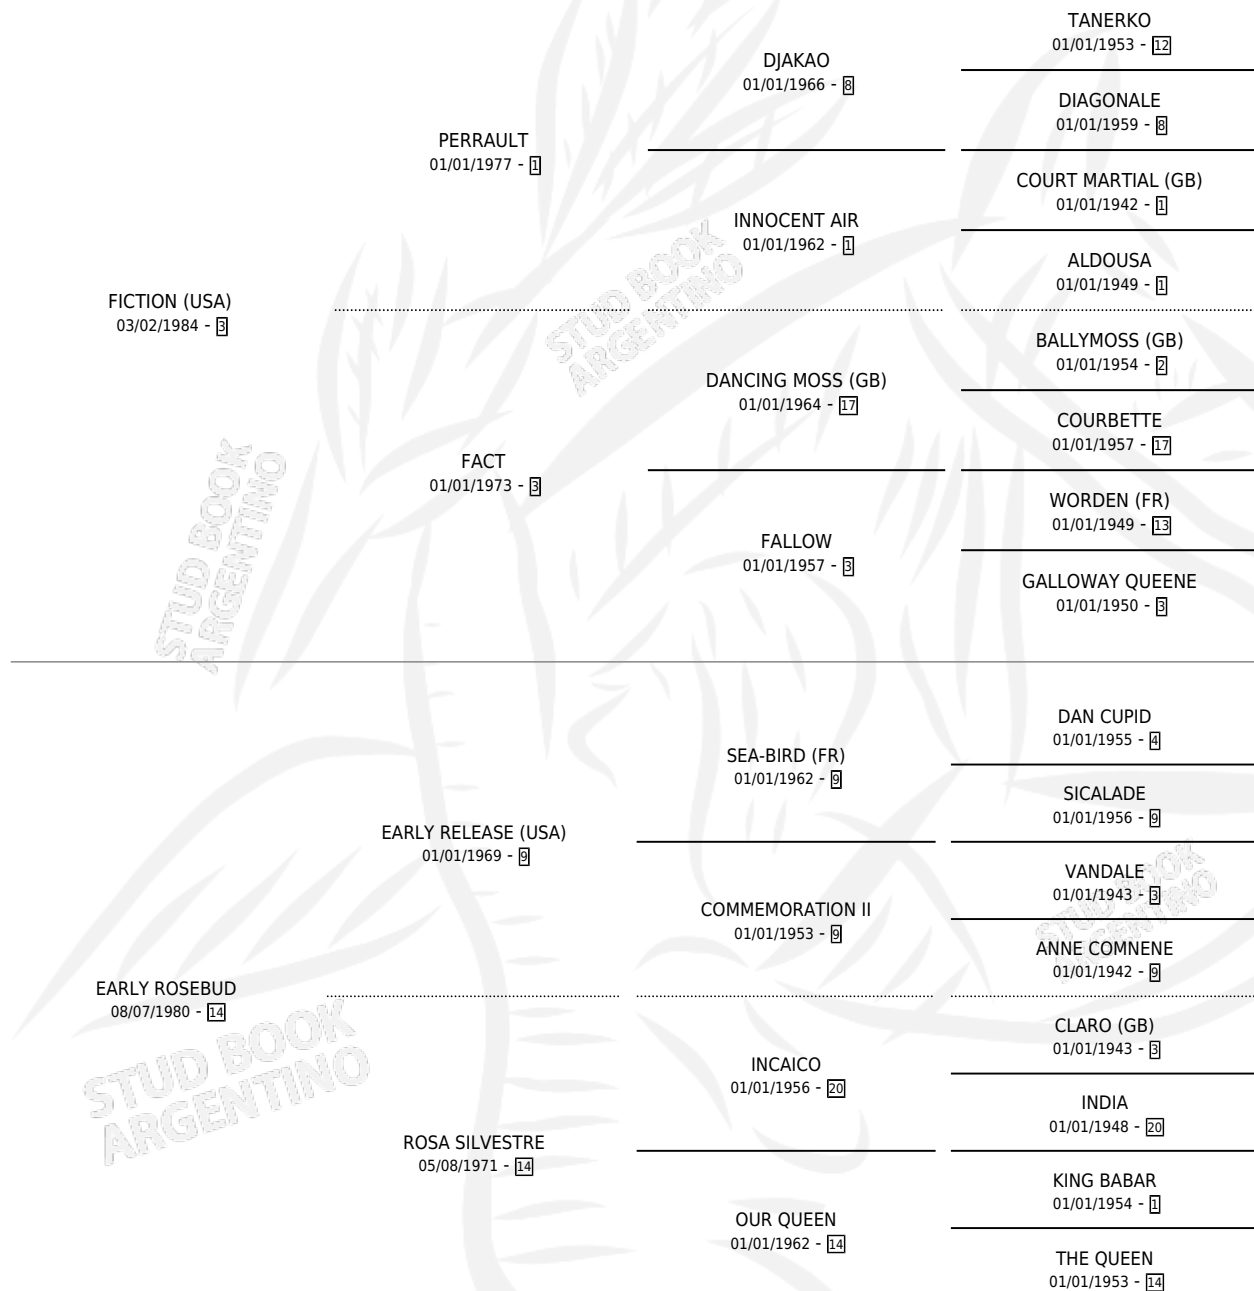 TANERKO
01/01/1953 - 12
DJAKAO
01/01/1966 - 8
DIAGONALE
01/01/1959 - 8
PERRAULT
01/01/1977 - 1
COURT MARTIAL (GB)
01/01/1942 - 1
INNOCENT AIR
01/01/1962 - 1
ALDOUSA
01/01/1949 - 1
FICTION (USA)
03/02/1984 - 3
STUD BOOK
ARGENTINO
BALLYMOSS (GB)
01/01/1954 - 2
DANCING MOSS (GB)
01/01/1964 - 17
COURBETTE
01/01/1957 - 17
FACT
01/01/1973 - 3
WORDEN (FR)
01/01/1949 - 13
FALLOW
01/01/1957 - 3
GALLOWAY QUEENE
01/01/1950 - 3
STUD BOOK
ARGENTINO
DAN CUPID
01/01/1955 - 4
SEA-BIRD (FR)
01/01/1962 - 9
SICALADE
01/01/1956 - 9
EARLY RELEASE (USA)
01/01/1969 - 9
VANDALE
01/01/1943 - 3
COMMEMORATION II
01/01/1953 - 9
STUD BOOK
ARGENTINO
ANNE COMNENE
01/01/1942 - 9
EARLY ROSEBUD
08/07/1980 - 14
STUD BOOK
ARGENTINO
CLARO (GB)
01/01/1943 - 3
INCAICO
01/01/1956 - 20
INDIA
01/01/1948 - 20
ROSA SILVESTRE
05/08/1971 - 14
KING BABAR
01/01/1954 - 1
OUR QUEEN
01/01/1962 - 14
THE QUEEN
01/01/1953 - 14